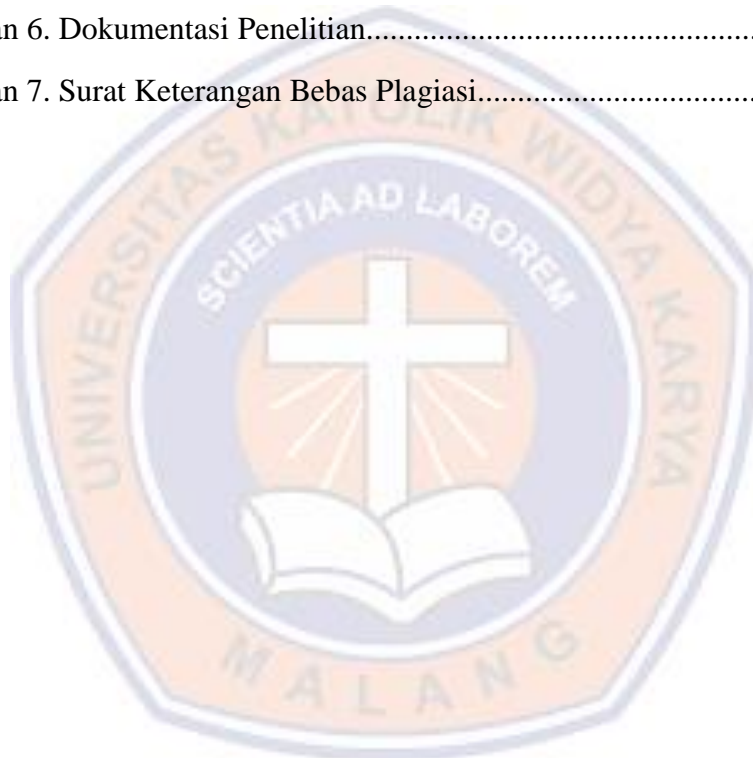 an 6. Dokumentasi Penelitian.............................................
an 7. Surat Keterangan Bebas Plagiasi..................................
UNIVERSITAS KATOLIK WIDYA KARYA
SCIENTIA AD LABOREM
MALANG